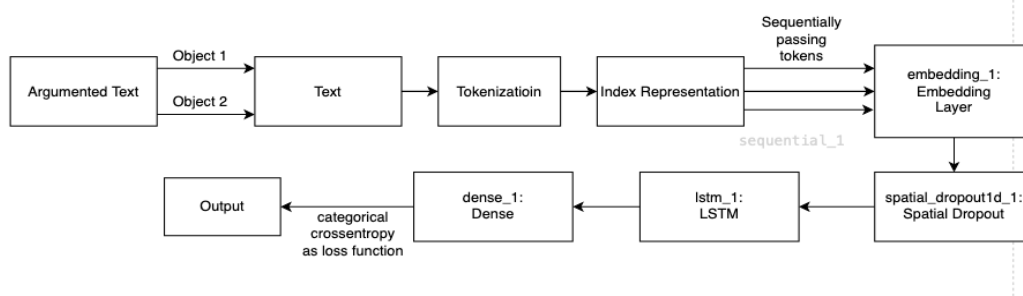 Sequentially
passing
tokens
Object 1
Object 2
Argumented Text
Text
Tokenizatioin
Index Representation
embedding_1:
Embedding
Layer
sequential_1
spatial_dropout1d_1:
Spatial Dropout
lstm_1:
LSTM
dense_1:
Dense
categorical
crossentropy
as loss function
Output